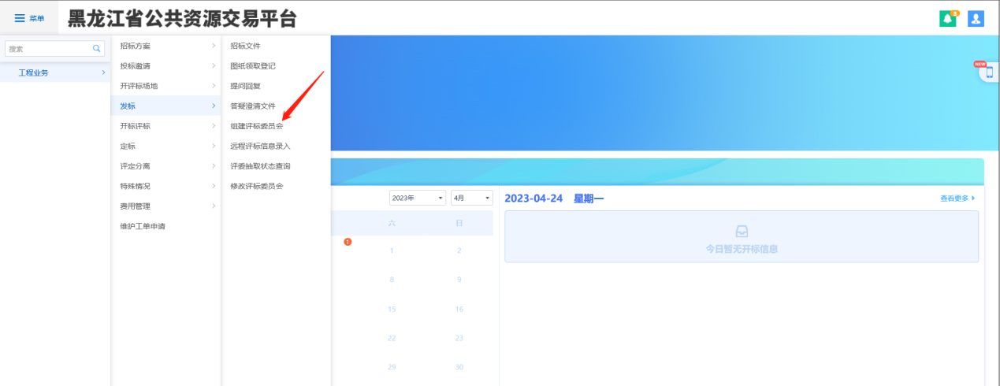 菜单
黑龙江省公共资源交易平台
3
搜索
工程业务
招标方案
投标邀请
开评标场地
发标
开标评标
定标
评定分离
特殊情况
费用管理
维护工单申请
招标文件
图纸领取登记
提问回复
答疑澄清文件
组建评标委员会
远程评标信息录入
评委抽取状态查询
修改评标委员会
NEW
2023年
4月
六 日
1
1 2
8 9
15 16
22 23
29 30
2023-04-24 星期一
查看更多
今日暂无开标信息